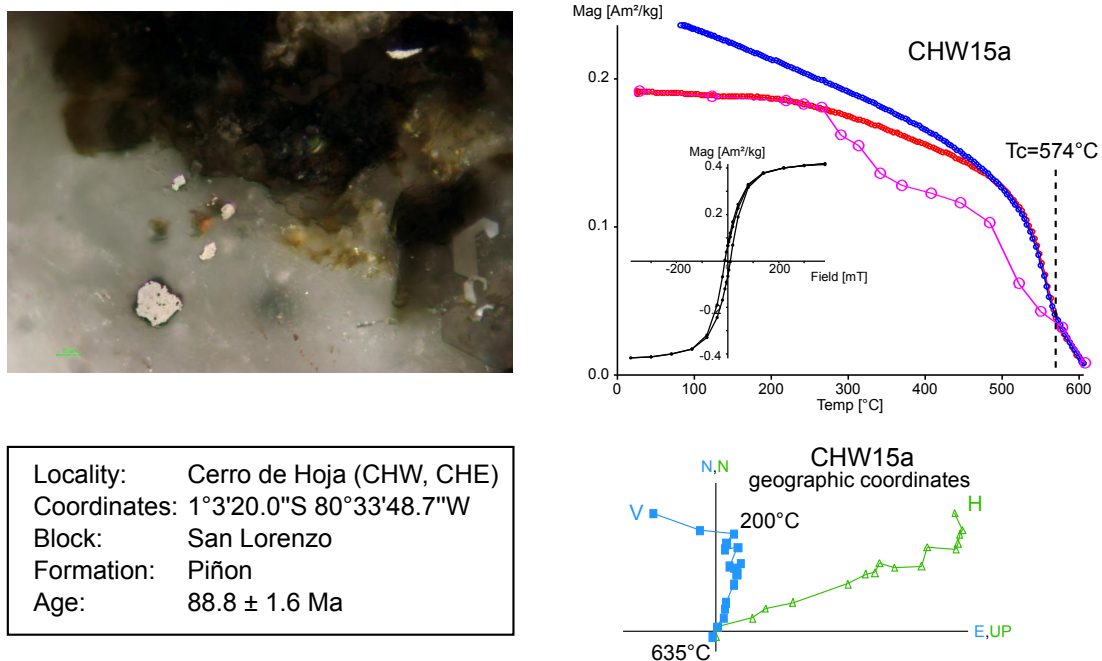 Mag [Am²/kg]
CHW15a
0.2
Tc=574°C
Mag [Am²/kg]
0.4
0.2
0.1
-200
200
Field [mT]
-0.2
-0.4
0.0
0
100
200
300
400
500
600
Temp [°C]
Locality: Cerro de Hoja (CHW, CHE)
Coordinates: 1°3'20.0"S 80°33'48.7"W
Block: San Lorenzo
Formation: Piñon
Age: 88.8 ± 1.6 Ma
CHW15a
geographic coordinates
N,N
V
200°C
H
E,UP
635°C